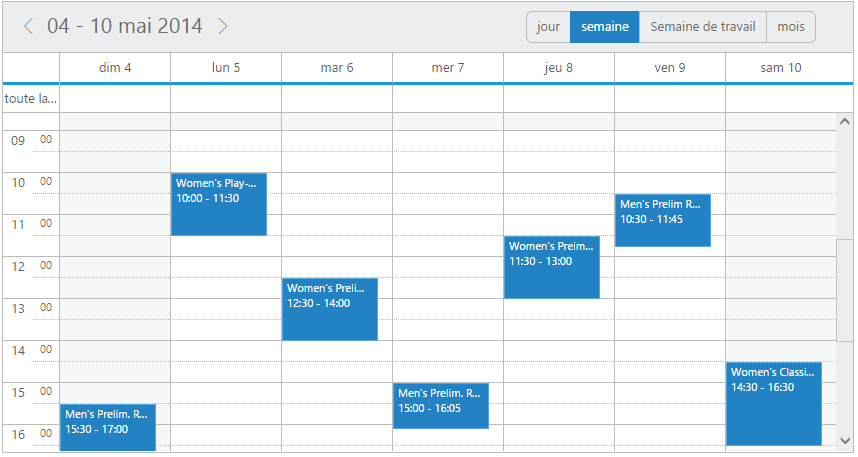 04 - 10 mai 2014
jour semaine Semaine de travail mois
dim 4 lun 5 mar 6 mer 7 jeu 8 ven 9 sam 10
toute la...
09 00
10 00
Women's Play-...
10:00 - 11:30
Men's Prelim R...
10:30 - 11:45
11 00
Women's Preim...
11:30 - 13:00
12 00
Women's Preli...
12:30 - 14:00
13 00
14 00
Women's Classi...
14:30 - 16:30
15 00
Men's Prelim. R...
15:00 - 16:05
Men's Prelim. R...
15:30 - 17:00
16 00